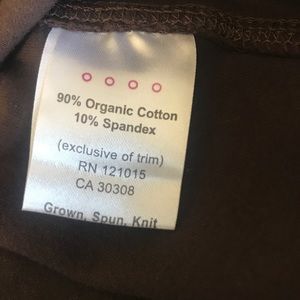 90% Organic Cotton
10% Spandex
(exclusive of trim)
RN 121015
CA 30308
Grown, Spun, Knit